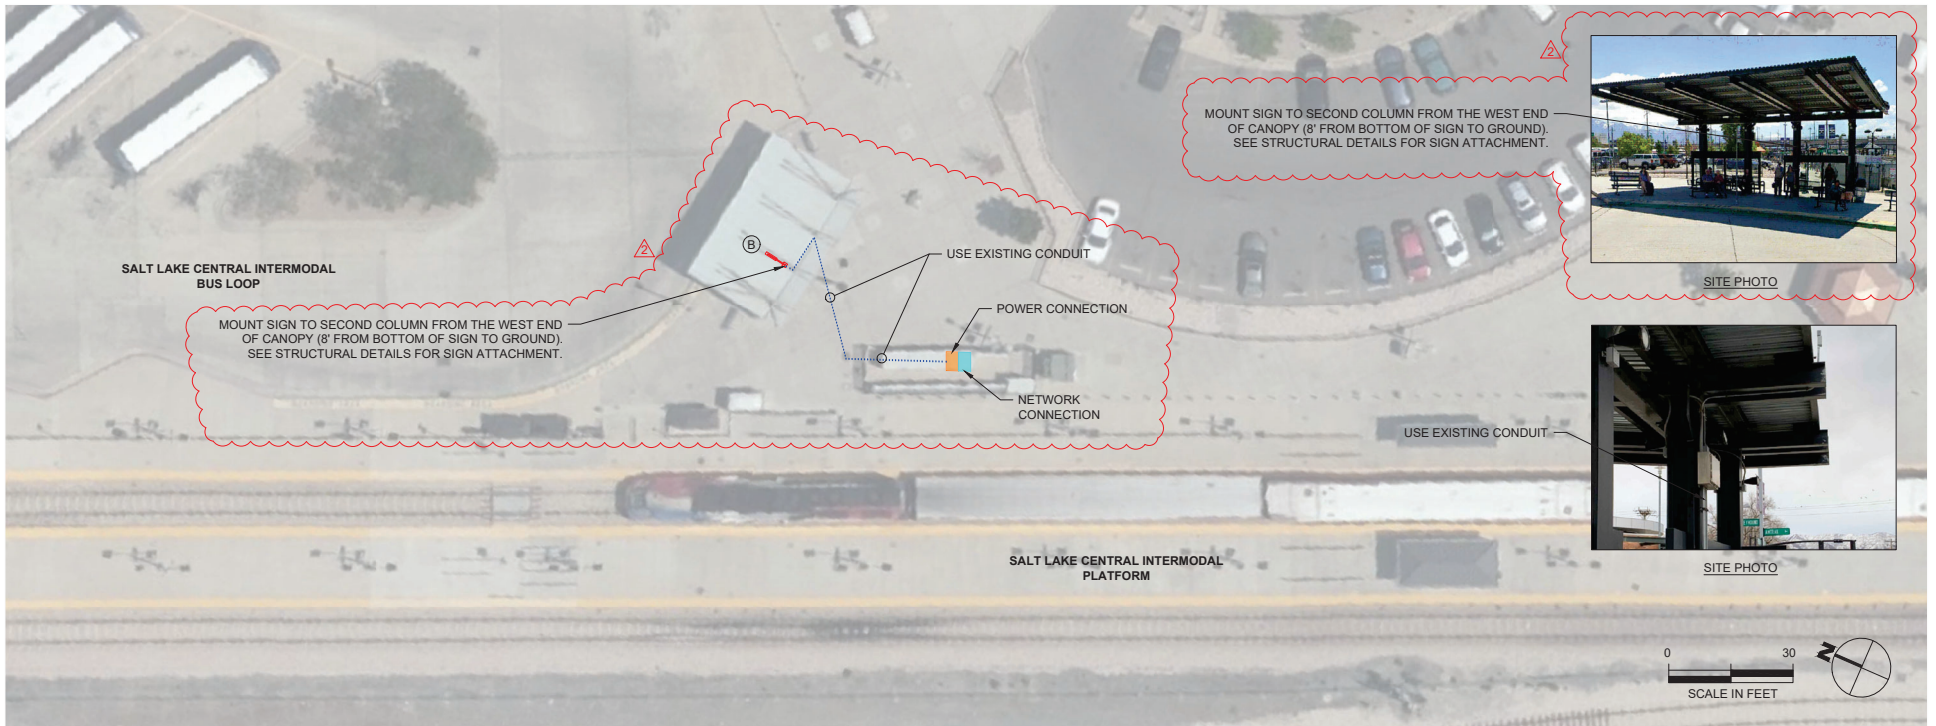 2
MOUNT SIGN TO SECOND COLUMN FROM THE WEST END
OF CANOPY (8' FROM BOTTOM OF SIGN TO GROUND).
SEE STRUCTURAL DETAILS FOR SIGN ATTACHMENT.
SITE PHOTO
2
B
SALT LAKE CENTRAL INTERMODAL
BUS LOOP
USE EXISTING CONDUIT
POWER CONNECTION
MOUNT SIGN TO SECOND COLUMN FROM THE WEST END
OF CANOPY (8' FROM BOTTOM OF SIGN TO GROUND).
SEE STRUCTURAL DETAILS FOR SIGN ATTACHMENT.
NETWORK
CONNECTION
USE EXISTING CONDUIT
SITE PHOTO
SALT LAKE CENTRAL INTERMODAL
PLATFORM
0 30
SCALE IN FEET
N